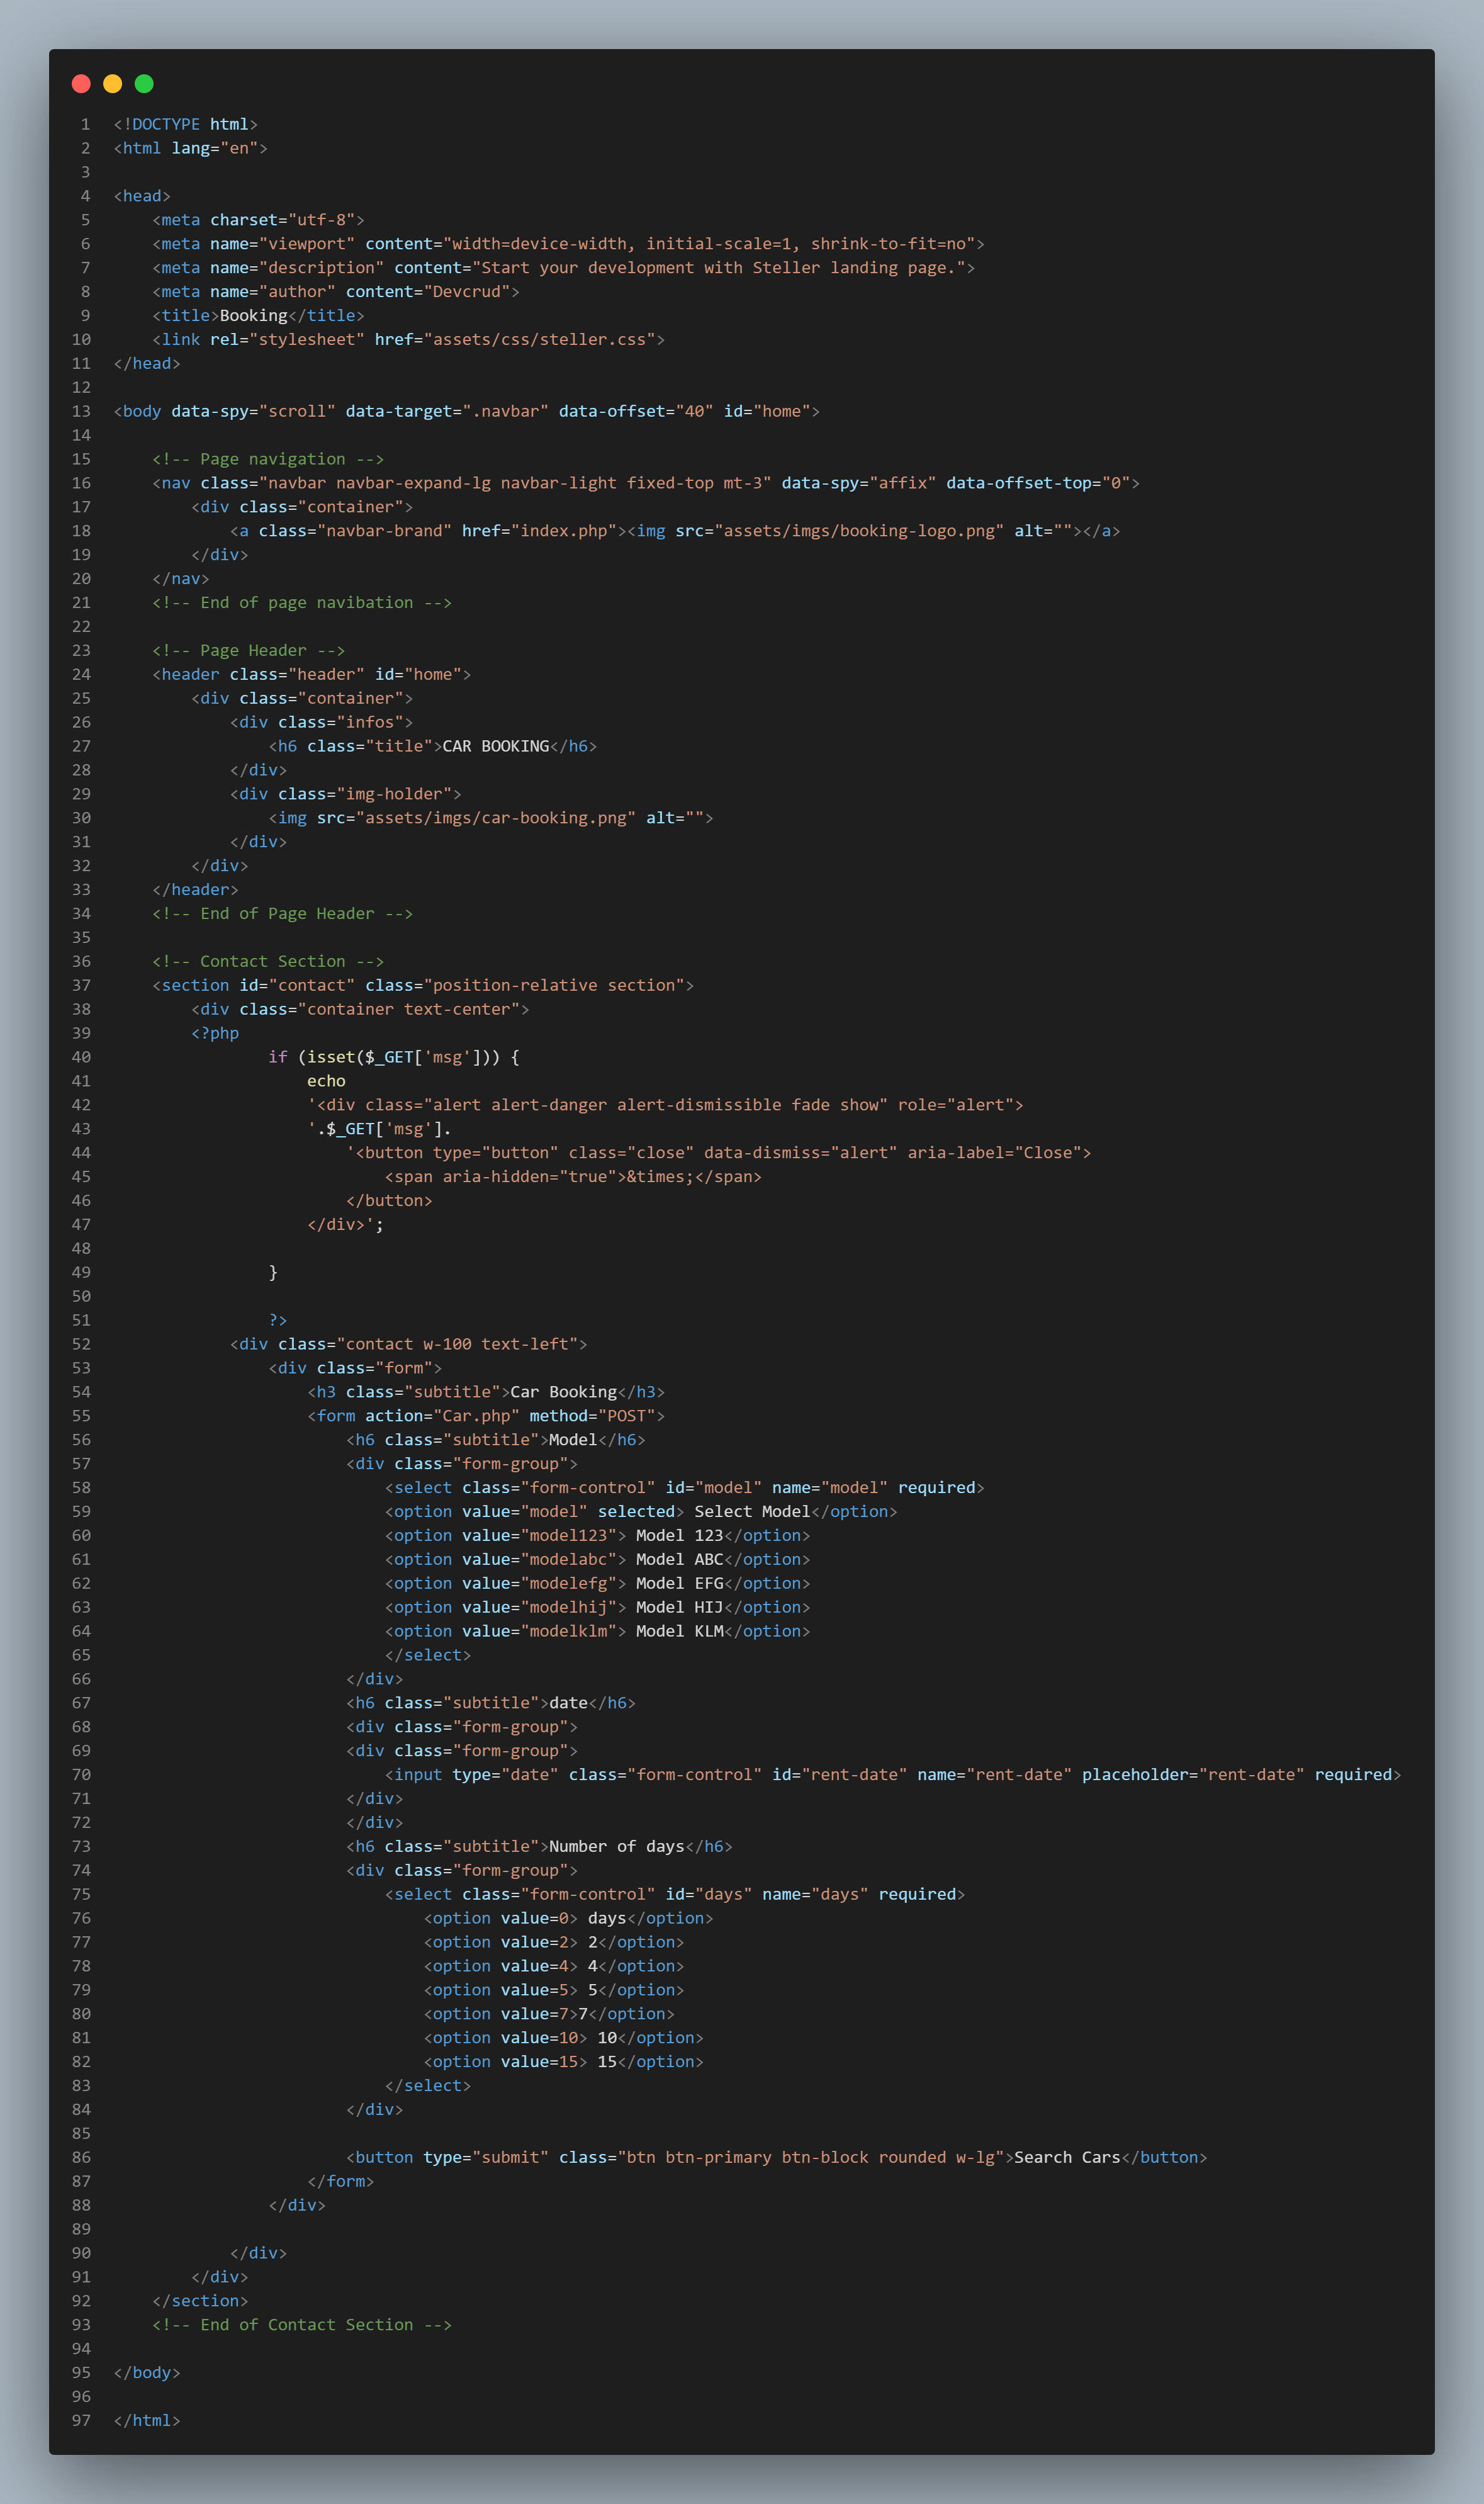 1 <!DOCTYPE html>
2 <html lang="en">
3
4 <head>
5     <meta charset="utf-8">
6     <meta name="viewport" content="width=device-width, initial-scale=1, shrink-to-fit=no">
7     <meta name="description" content="Start your development with Steller landing page.">
8     <meta name="author" content="Devcrud">
9     <title>Booking</title>
10     <link rel="stylesheet" href="assets/css/steller.css">
11 </head>
12
13 <body data-spy="scroll" data-target=".navbar" data-offset="40" id="home">
14
15     <!-- Page navigation -->
16     <nav class="navbar navbar-expand-lg navbar-light fixed-top mt-3" data-spy="affix" data-offset-top="0">
17         <div class="container">
18             <a class="navbar-brand" href="index.php"><img src="assets/imgs/booking-logo.png" alt=""></a>
19         </div>
20     </nav>
21     <!-- End of page navibation -->
22
23     <!-- Page Header -->
24     <header class="header" id="home">
25         <div class="container">
26             <div class="infos">
27                 <h6 class="title">CAR BOOKING</h6>
28             </div>
29             <div class="img-holder">
30                 <img src="assets/imgs/car-booking.png" alt="">
31             </div>
32         </div>
33     </header>
34     <!-- End of Page Header -->
35
36     <!-- Contact Section -->
37     <section id="contact" class="position-relative section">
38         <div class="container text-center">
39         <?php
40                 if (isset($_GET['msg'])) {
41                     echo
42                     '<div class="alert alert-danger alert-dismissible fade show" role="alert">
43                     '.$_GET['msg'].
44                         '<button type="button" class="close" data-dismiss="alert" aria-label="Close">
45                             <span aria-hidden="true">&times;</span>
46                         </button>
47                     </div>';
48
49                 }
50
51                 ?>
52             <div class="contact w-100 text-left">
53                 <div class="form">
54                     <h3 class="subtitle">Car Booking</h3>
55                     <form action="Car.php" method="POST">
56                         <h6 class="subtitle">Model</h6>
57                         <div class="form-group">
58                             <select class="form-control" id="model" name="model" required>
59                             <option value="model" selected> Select Model</option>
60                             <option value="model123"> Model 123</option>
61                             <option value="modelabc"> Model ABC</option>
62                             <option value="modelefg"> Model EFG</option>
63                             <option value="modelhij"> Model HIJ</option>
64                             <option value="modelklm"> Model KLM</option>
65                             </select>
66                         </div>
67                         <h6 class="subtitle">date</h6>
68                         <div class="form-group">
69                         <div class="form-group">
70                             <input type="date" class="form-control" id="rent-date" name="rent-date" placeholder="rent-date" required>
71                         </div>
72                         </div>
73                         <h6 class="subtitle">Number of days</h6>
74                         <div class="form-group">
75                             <select class="form-control" id="days" name="days" required>
76                                 <option value=0> days</option>
77                                 <option value=2> 2</option>
78                                 <option value=4> 4</option>
79                                 <option value=5> 5</option>
80                                 <option value=7>7</option>
81                                 <option value=10> 10</option>
82                                 <option value=15> 15</option>
83                             </select>
84                         </div>
85
86                         <button type="submit" class="btn btn-primary btn-block rounded w-lg">Search Cars</button>
87                     </form>
88                 </div>
89
90             </div>
91         </div>
92     </section>
93     <!-- End of Contact Section -->
94
95 </body>
96
97 </html>